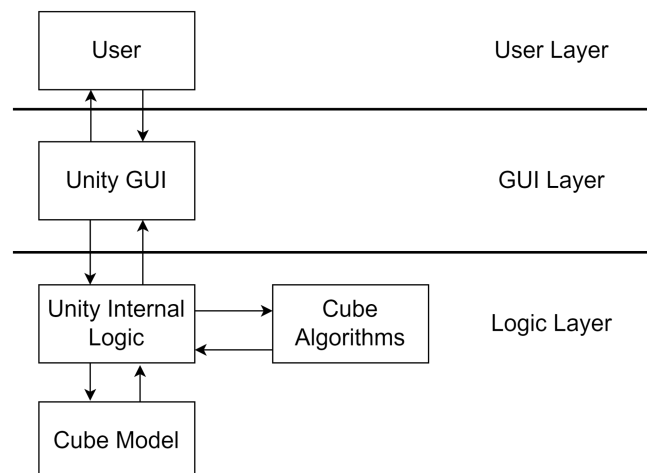 User
User Layer
Unity GUI
GUI Layer
Unity Internal
Logic
Cube
Algorithms
Logic Layer
Cube Model